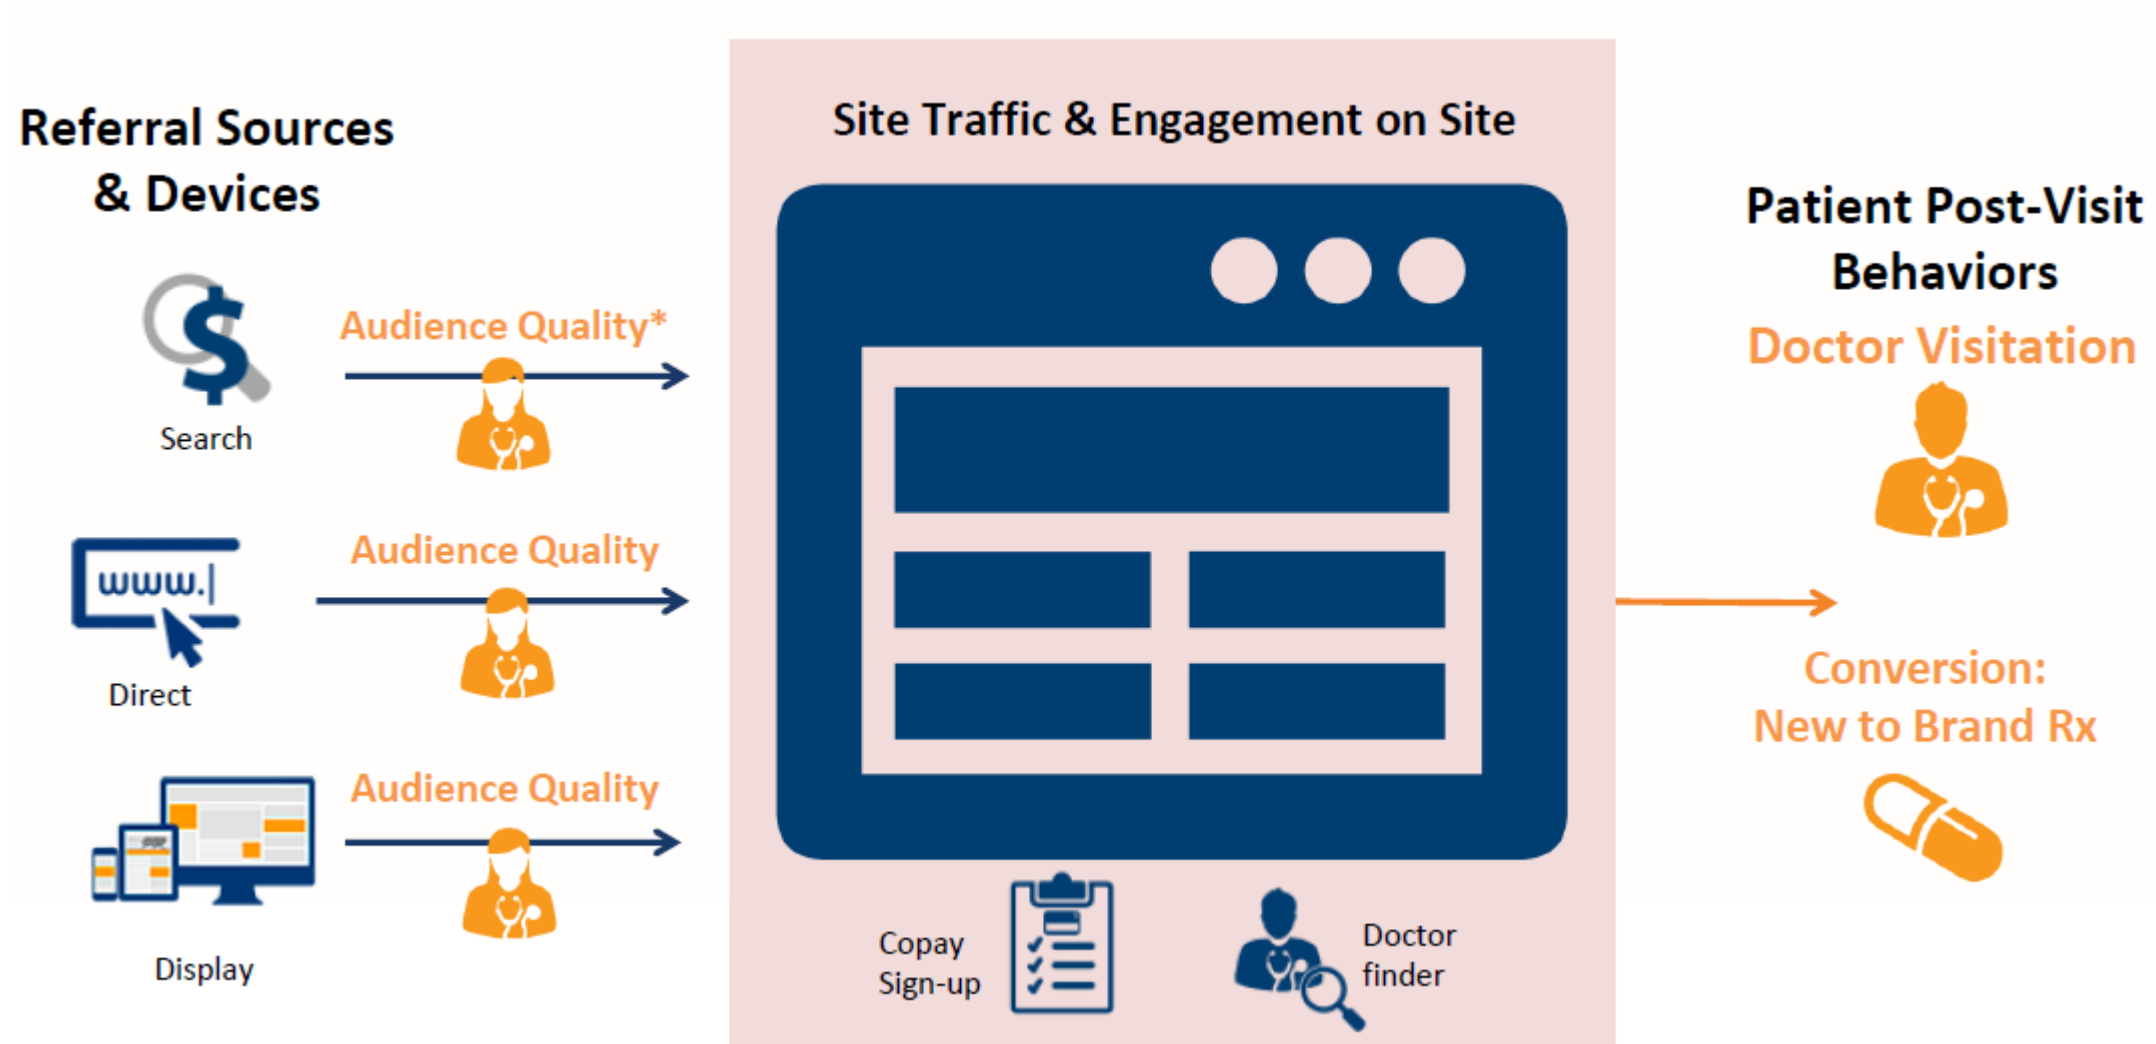 Referral Sources
& Devices
Search
Direct
Display
www.
Audience Quality*
Audience Quality
Audience Quality
Site Traffic & Engagement on Site
Copay
Sign-up
Doctor
finder
Patient Post-Visit
Behaviors
Doctor Visitation
Conversion:
New to Brand Rx